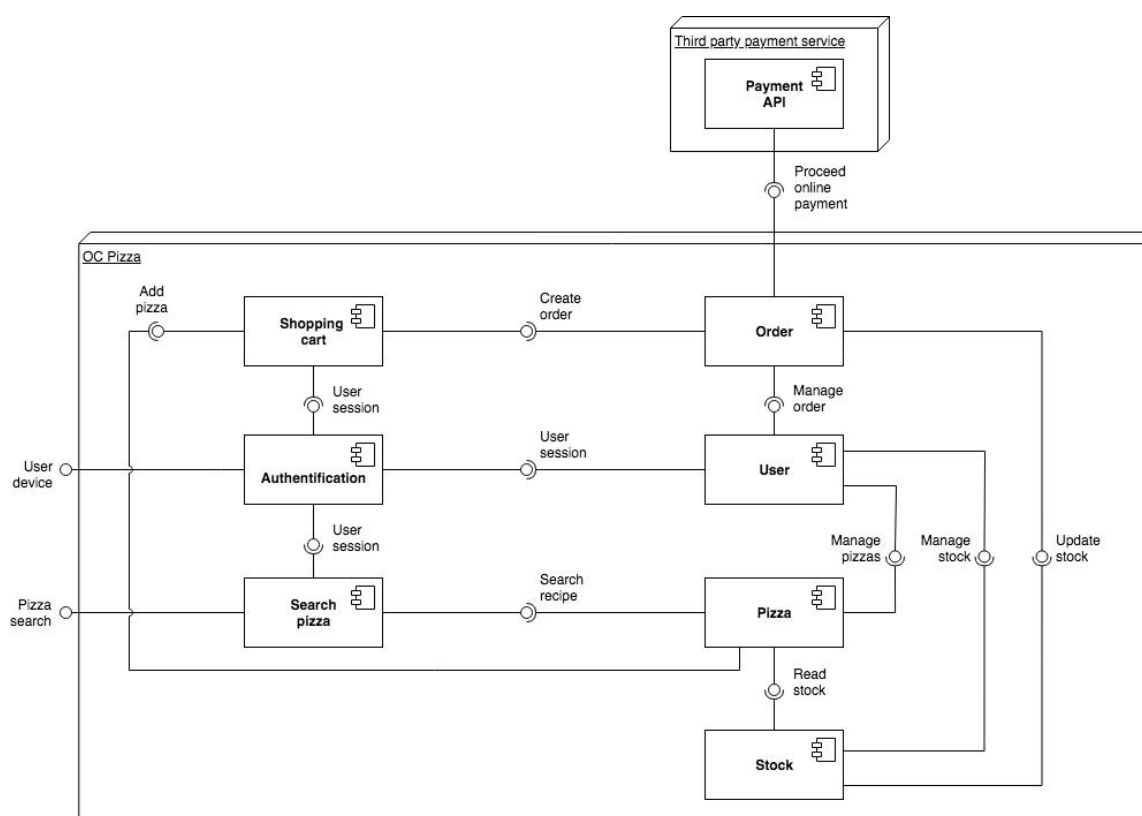 Third party payment service
Payment
API
Proceed
online
payment
OC Pizza
Add
pizza
Shopping
cart
Create
order
Order
User
session
Manage
order
User
device
Authentification
User
session
User
User
session
Manage
pizzas
Manage
stock
Update
stock
Pizza
search
Search
pizza
Search
recipe
Pizza
Read
stock
Stock